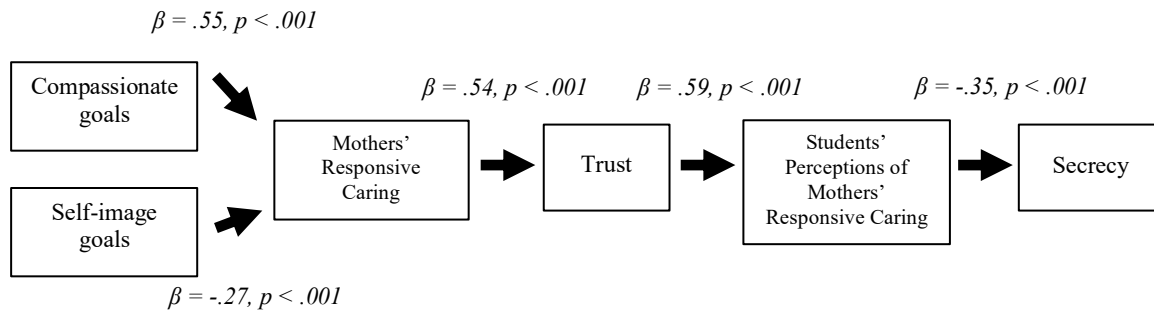 β = .55, p < .001
Compassionate
goals
β = .54, p < .001
β = .59, p < .001
β = -.35, p < .001
Mothers’
Responsive
Caring
Trust
Students’
Perceptions of
Mothers’
Responsive Caring
Secrecy
Self-image
goals
β = -.27, p < .001